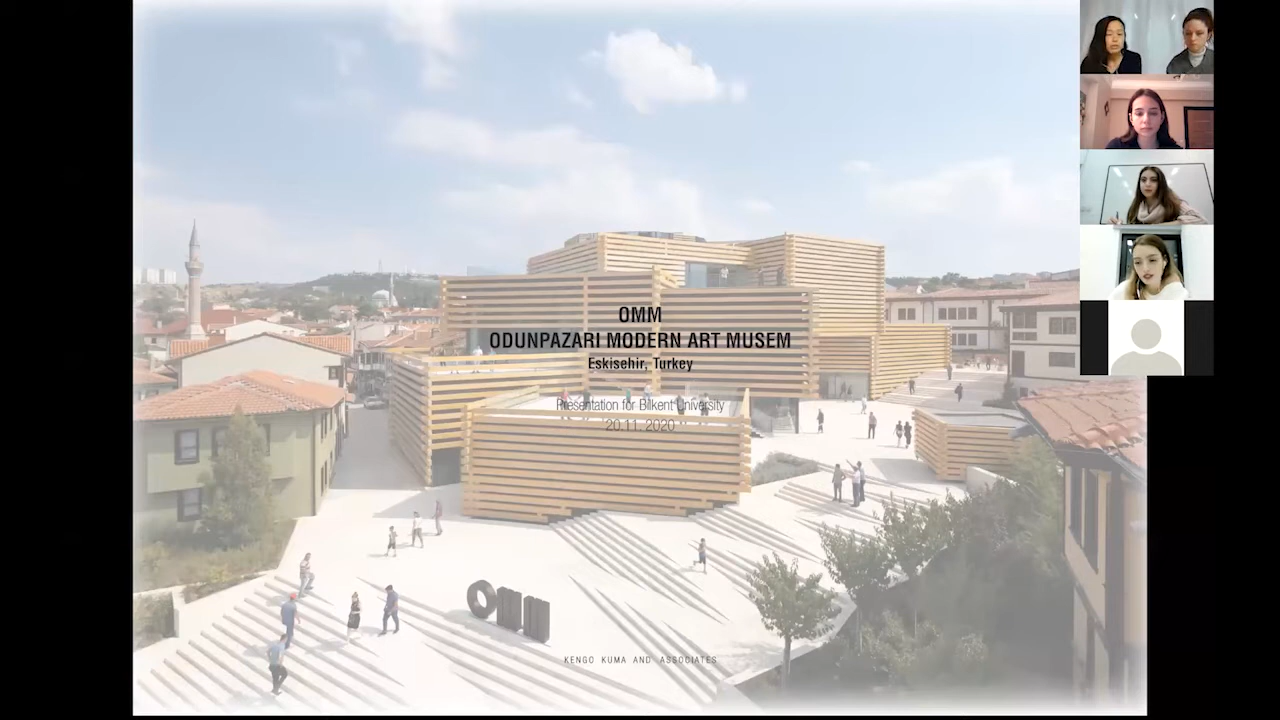 OMM
ODUNPAZARI MODERN ART MUSEM
Eskisehir, Turkey
Presentation for Bilkent University
20.11. 2020
omm
KENGO KUMA AND ASSOCIATES